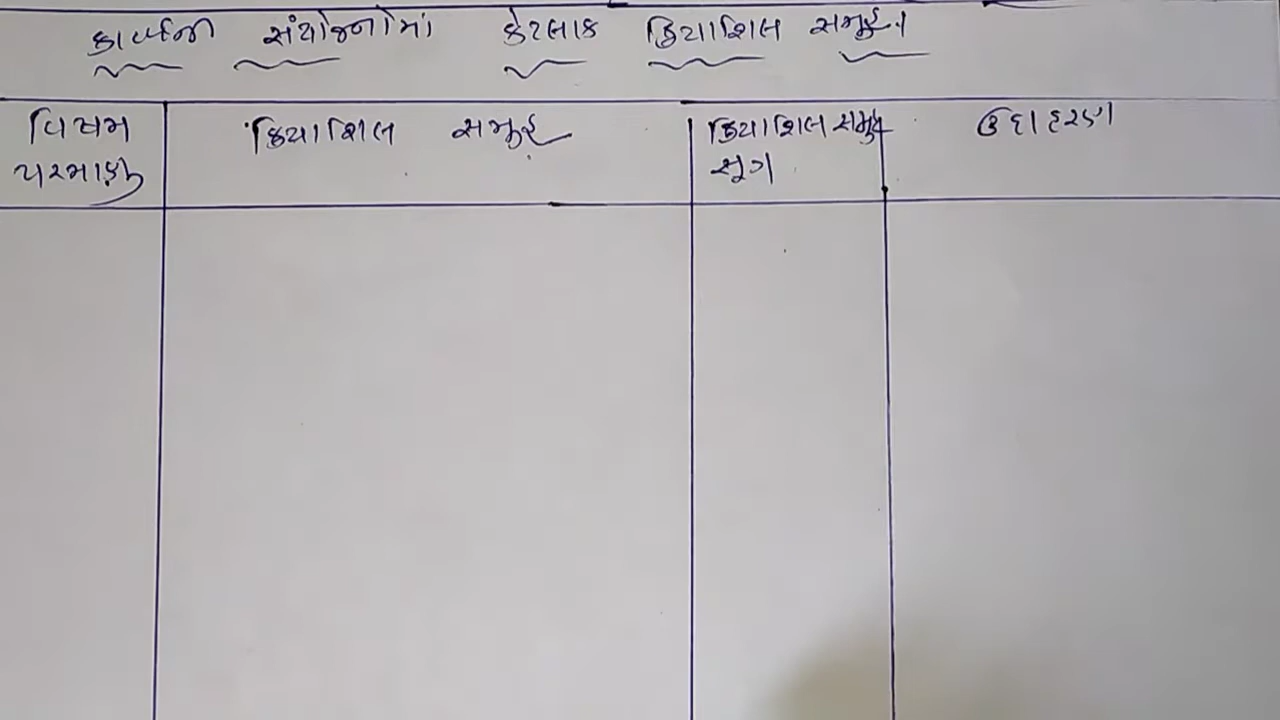 કાર્બની સંયોજનોમાં કેટલાક ક્રિયાશિલ સમૂહ।
વિષમ પરમાણુ
ક્રિયાશિલ સમૂહ
ક્રિયાશિલ સમૂહ સૂત્ર
ઉદાહરણ